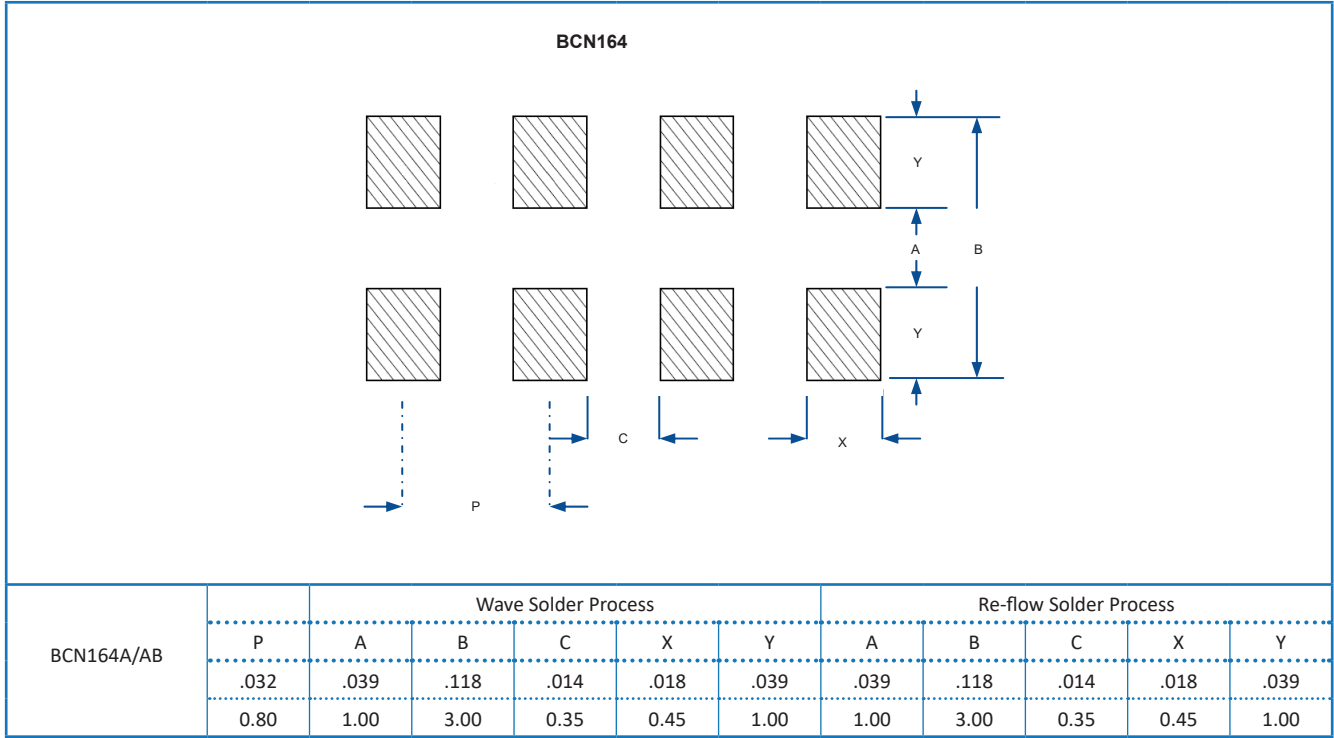 BCN164
Y
A B
Y
C
X
P
Wave Solder Process Re-flow Solder Process
BCN164A/AB
P A B C X Y A B C X Y
.032 .039 .118 .014 .018 .039 .039 .118 .014 .018 .039
0.80 1.00 3.00 0.35 0.45 1.00 1.00 3.00 0.35 0.45 1.00